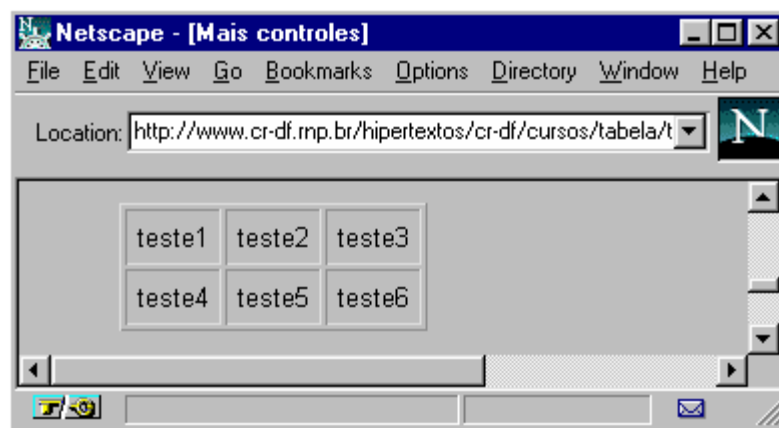 Netscape - [Mais controles]
File Edit View Go Bookmarks Options Directory Window Help
Location: http://www.cr-df.rnp.br/hipertextos/cr-df/cursos/tabela/t
N
teste1 teste2 teste3
teste4 teste5 teste6